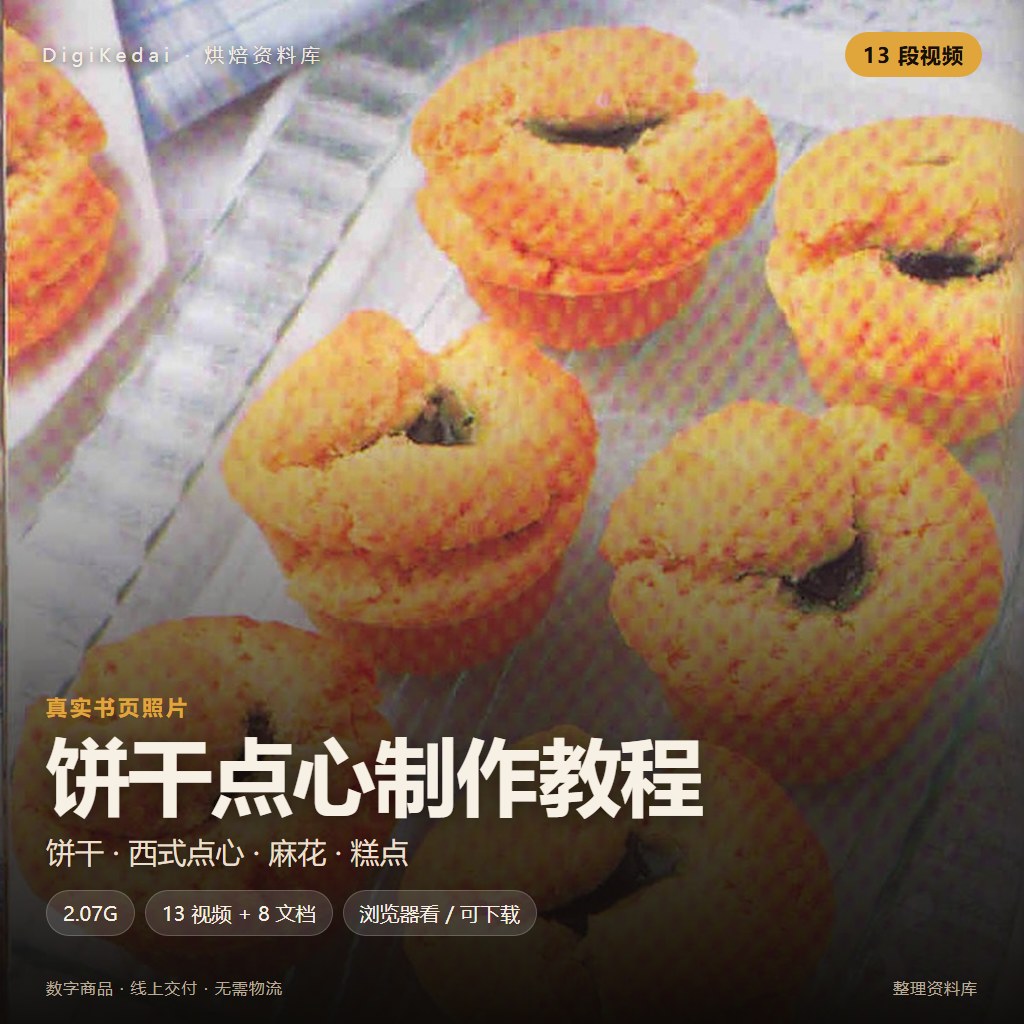 DigiKedai · 烘焙资料库
13 段视频
真实书页照片
饼干点心制作教程
饼干 · 西式点心 · 麻花 · 糕点
2.07G
13 视频 + 8 文档
浏览器看 / 可下载
数字商品 · 线上交付 · 无需物流
整理资料库